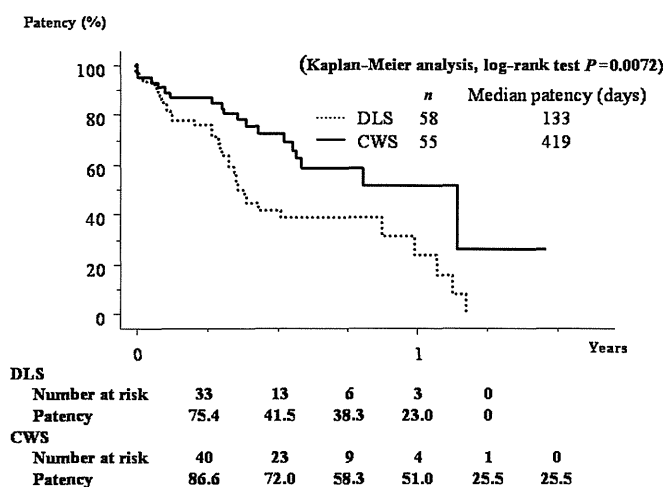 Patency (%)
(Kaplan-Meier analysis, log-rank test P=0.0072)
n Median patency (days)
DLS 58 133
CWS 55 419
100
80
60
40
20
0
0 1 Years
DLS
Number at risk 33 13 6 3 0
Patency 75.4 41.5 38.3 23.0 0
CWS
Number at risk 40 23 9 4 1 0
Patency 86.6 72.0 58.3 51.0 25.5 25.5